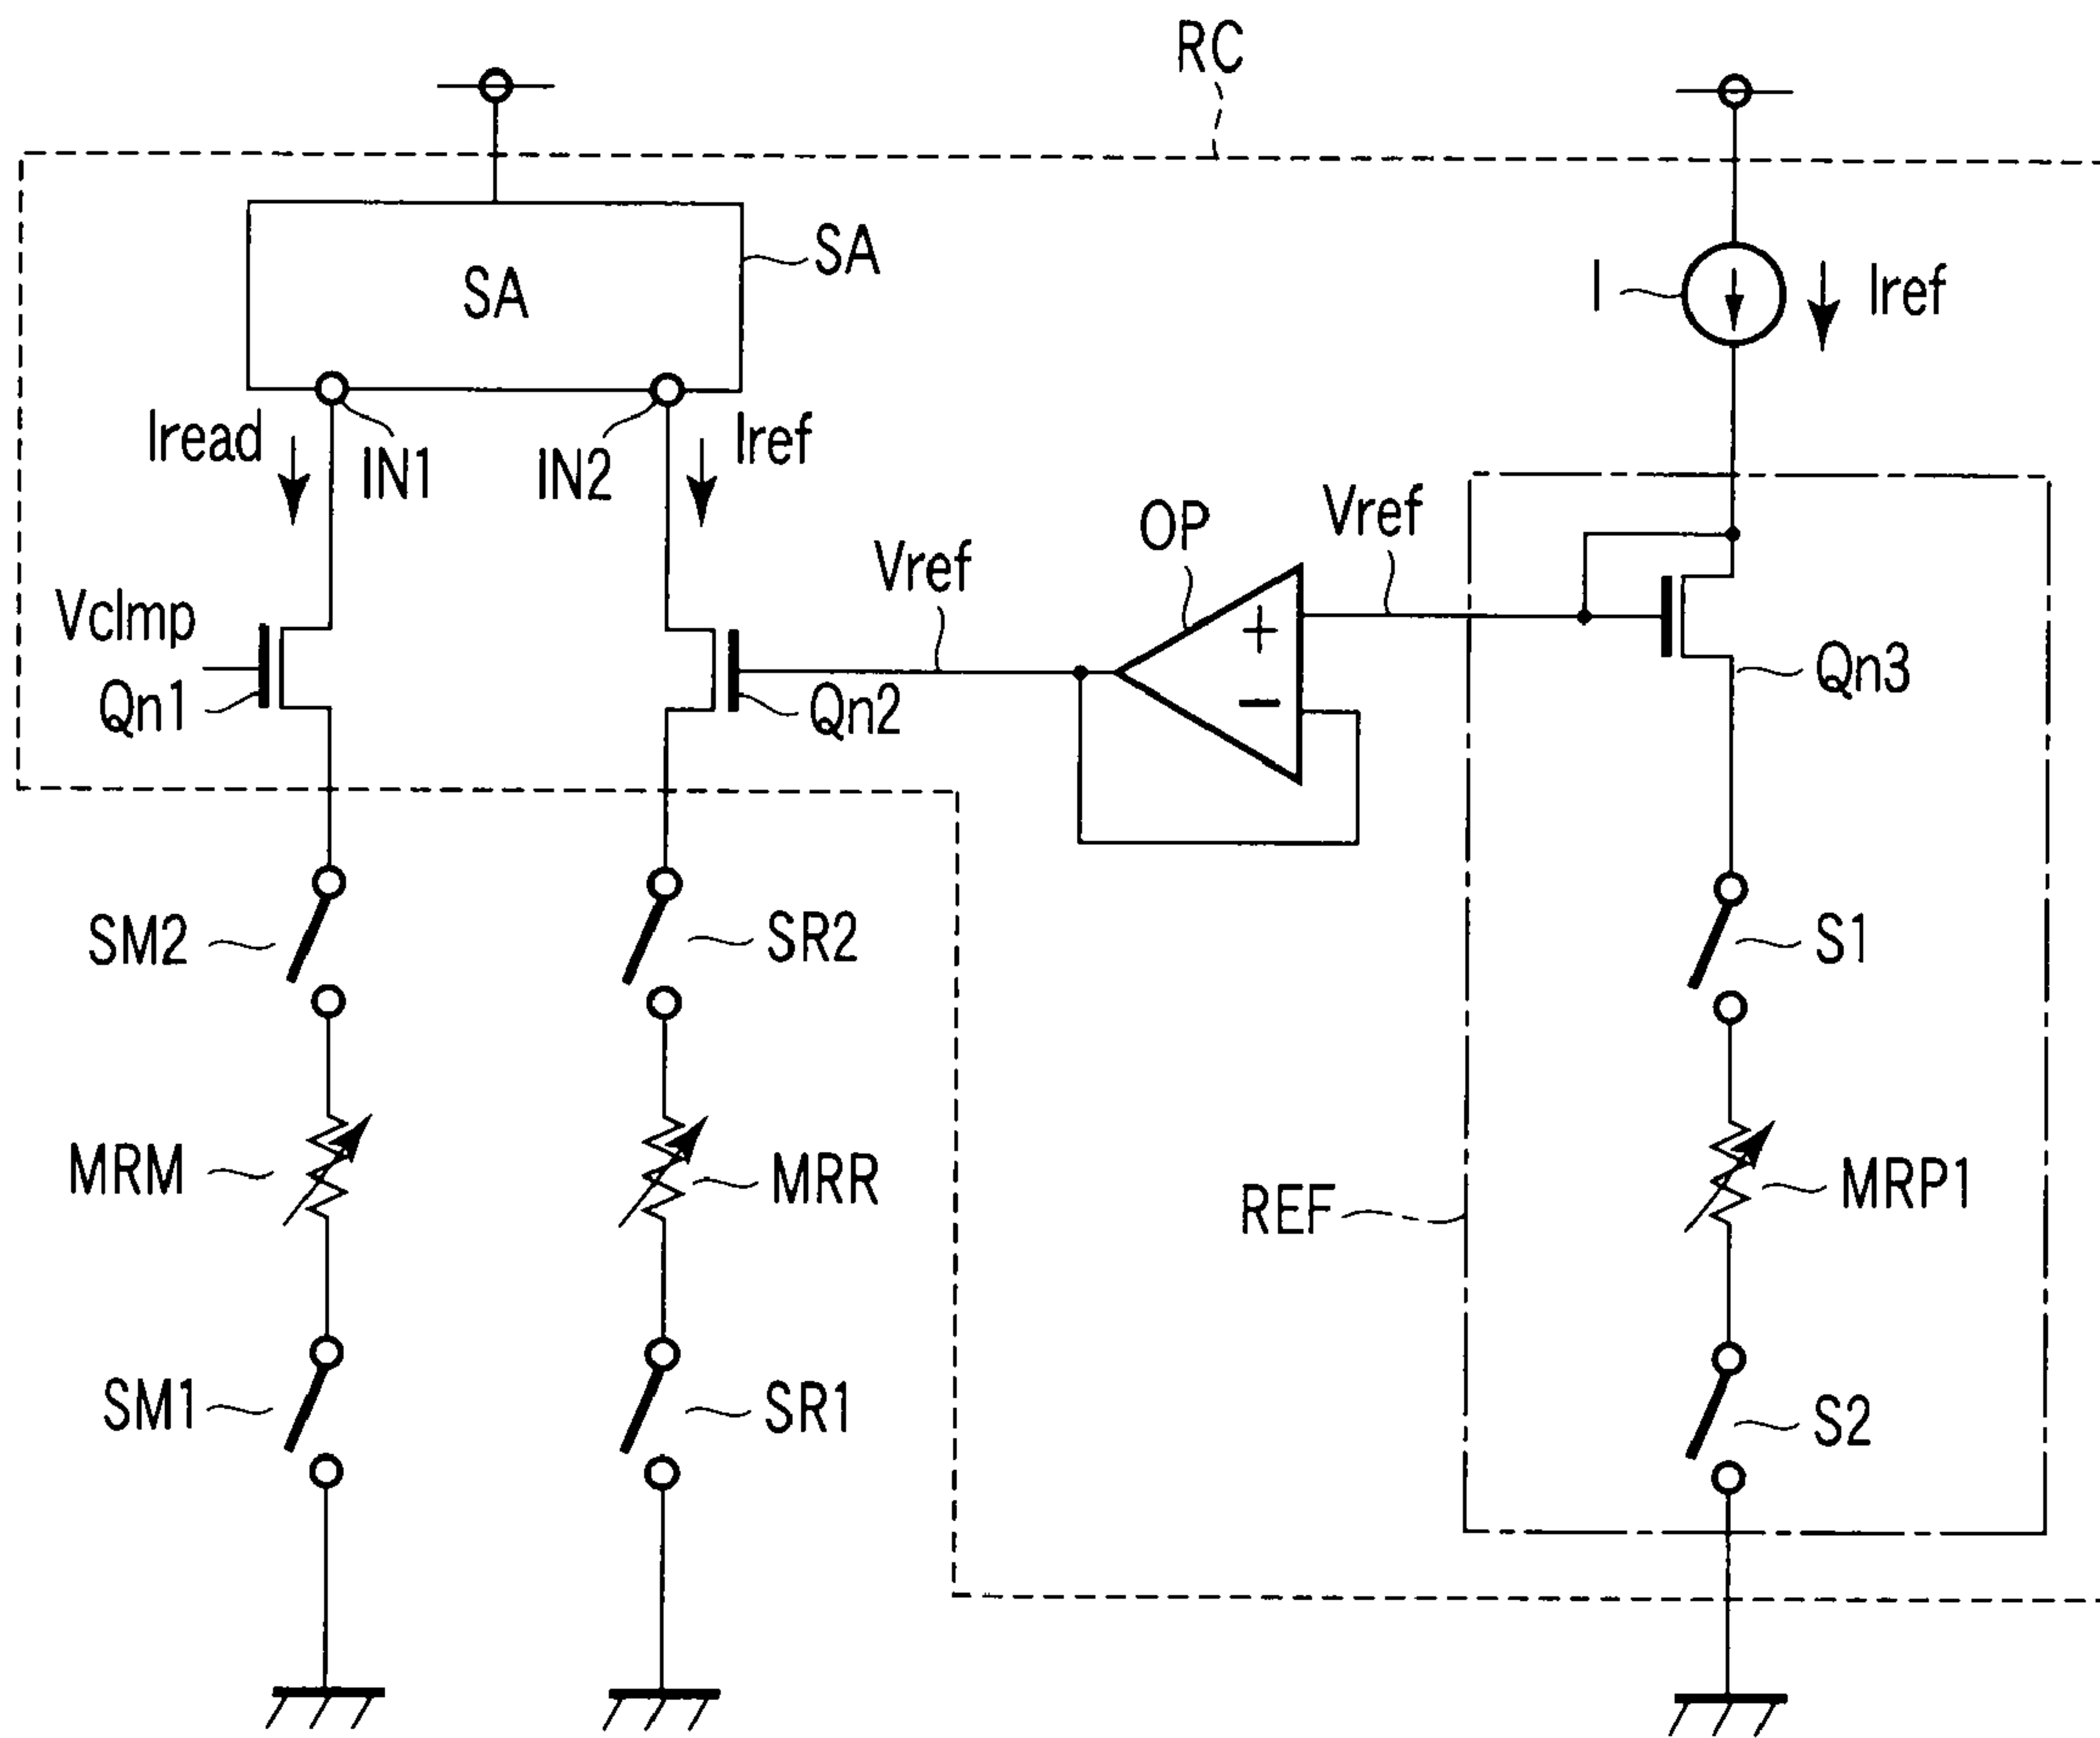 RC
SA
SA
I
Iref
Iread
IN1
IN2
Iref
OP
Vref
Vref
Vclmp
Qn1
Qn2
+
−
Qn3
SM2
SR2
S1
MRM
MRR
REF
MRP1
SM1
SR1
S2